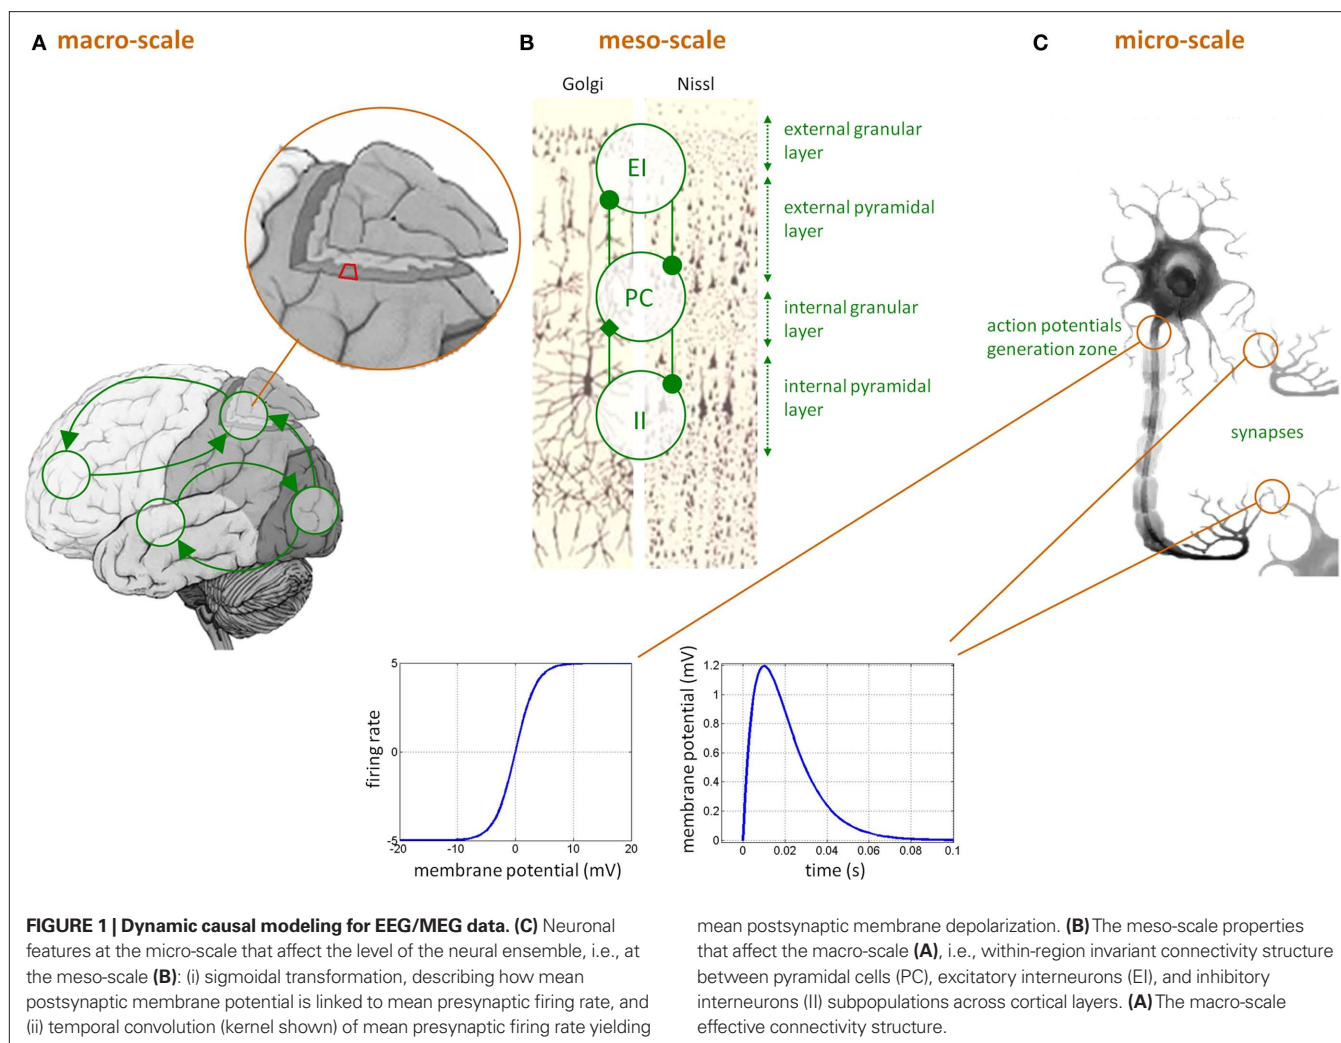 A macro-scale
B meso-scale
C micro-scale
Golgi
Nissl
EI
PC
II
external granular
layer
external pyramidal
layer
internal granular
layer
internal pyramidal
layer
action potentials
generation zone
synapses
5
0
-5
-20
-10
0
10
20
firing rate
membrane potential (mV)
1.2
1
0.8
0.6
0.4
0.2
0
0
0.02
0.04
0.06
0.08
0.1
membrane potential (mV)
time (s)
FIGURE 1 | Dynamic causal modeling for EEG/MEG data. (C) Neuronal
features at the micro-scale that affect the level of the neural ensemble, i.e., at
the meso-scale (B): (i) sigmoidal transformation, describing how mean
postsynaptic membrane potential is linked to mean presynaptic firing rate, and
(ii) temporal convolution (kernel shown) of mean presynaptic firing rate yielding
mean postsynaptic membrane depolarization. (B) The meso-scale properties
that affect the macro-scale (A), i.e., within-region invariant connectivity structure
between pyramidal cells (PC), excitatory interneurons (EI), and inhibitory
interneurons (II) subpopulations across cortical layers. (A) The macro-scale
effective connectivity structure.